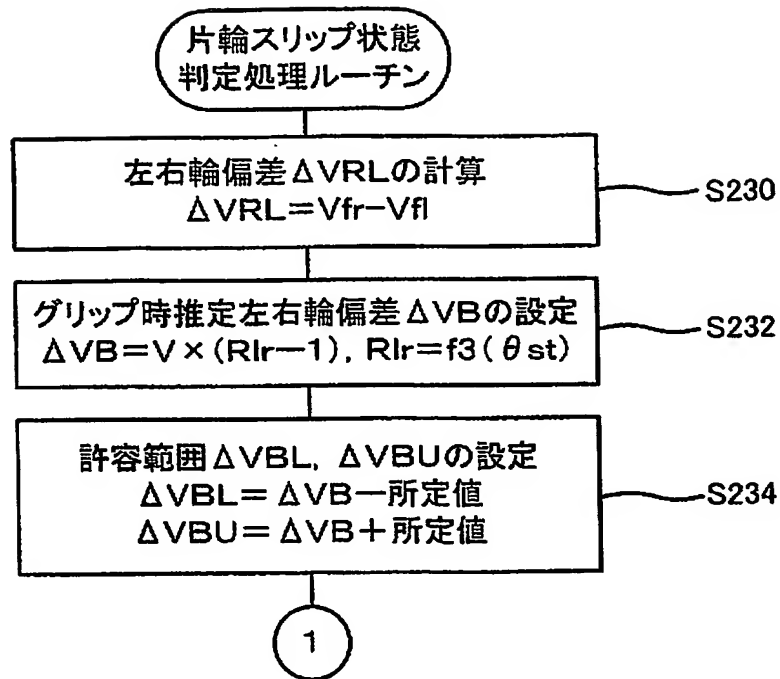 片輪スリップ状態
判定処理ルーチン
左右輪偏差ΔVRLの計算
ΔVRL=Vfr-Vfl
S230
グリップ時推定左右輪偏差ΔVBの設定
ΔVB=V×(Rlr-1), Rlr=f3(θst)
S232
許容範囲ΔVBL, ΔVBUの設定
ΔVBL=ΔVB-所定値
ΔVBU=ΔVB+所定値
S234
1